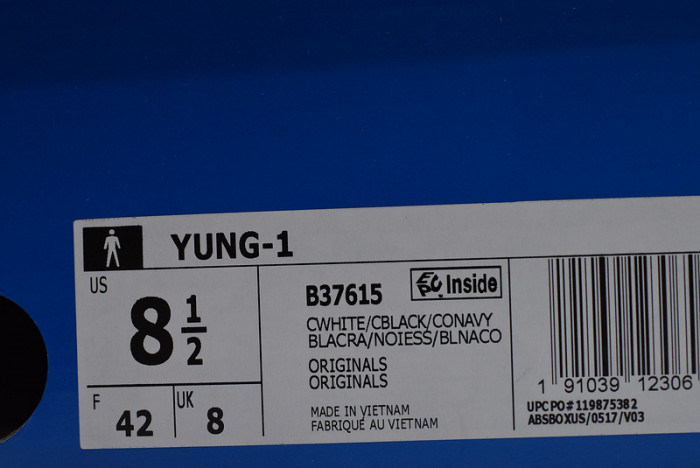 YUNG-1
US
8 1/2
F
42
UK
8
B37615
Inside
CWHITE/CBLACK/CONAVY
BLACRA/NOIESS/BLNACO
ORIGINALS
ORIGINALS
MADE IN VIETNAM
FABRIQUÉ AU VIETNAM
1 91039 12306
UPC PO# 119875382
ABSBOXUS/0517/V03